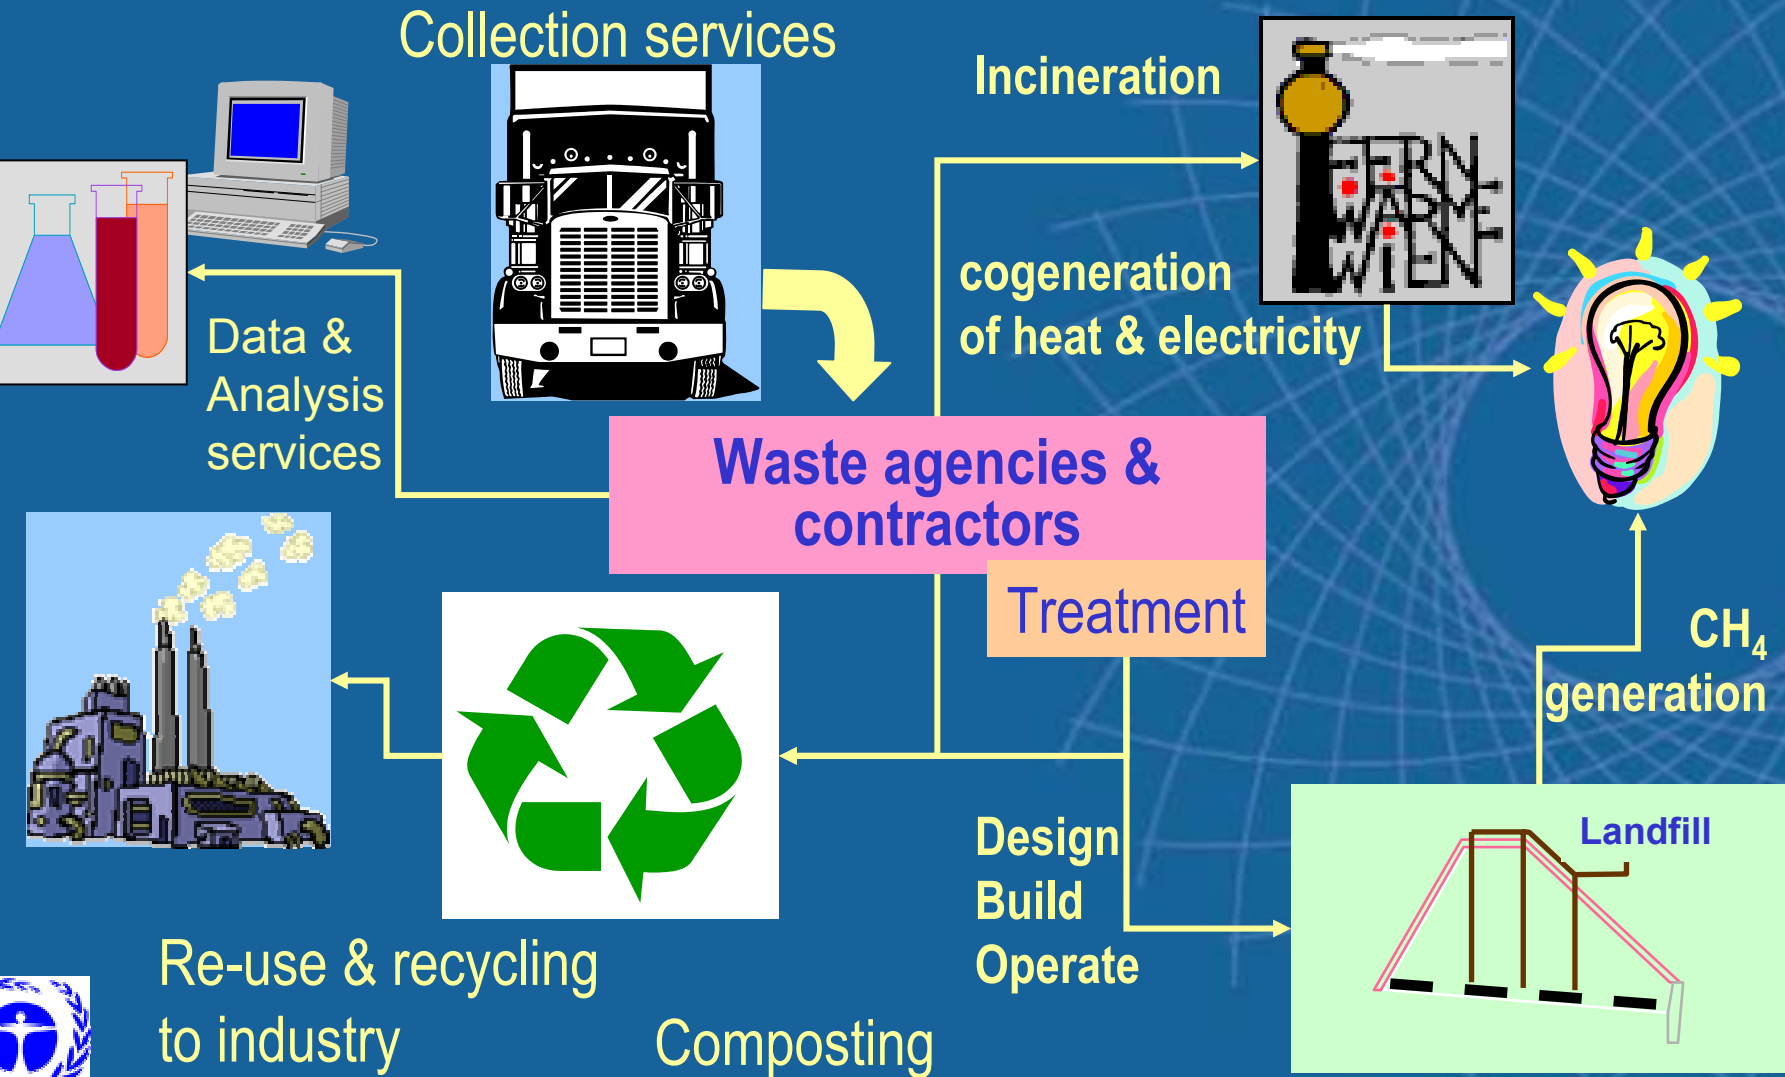 Collection services
Incineration
FERN
WÄRME
WIEN
cogeneration
of heat & electricity
Data &
Analysis
services
Waste agencies &
contractors
Treatment
CH₄
generation
Landfill
Design
Build
Operate
Re-use & recycling
to industry
Composting